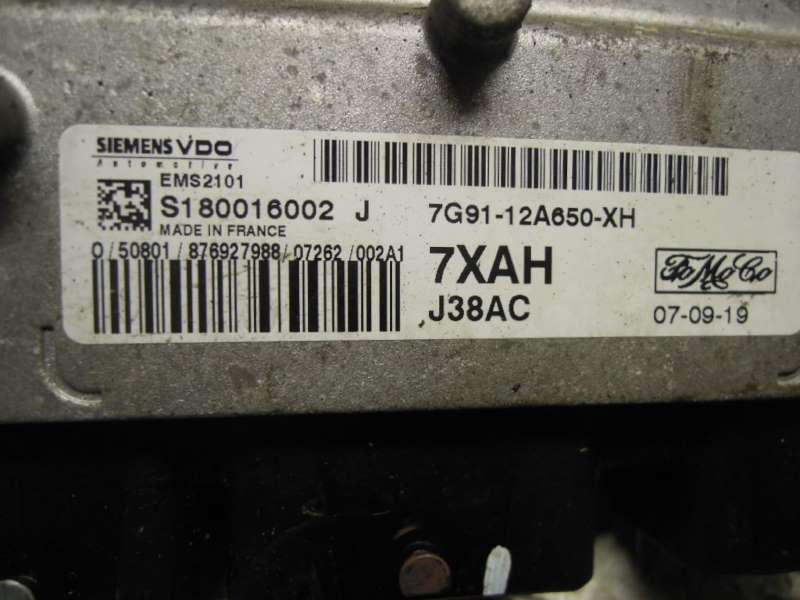 SIEMENS VDO
Automotive
EMS2101
S180016002 J
MADE IN FRANCE
0/50801/876927988/07262/002A1
7G91-12A650-XH
7XAH
J38AC
FoMoCo
07-09-19